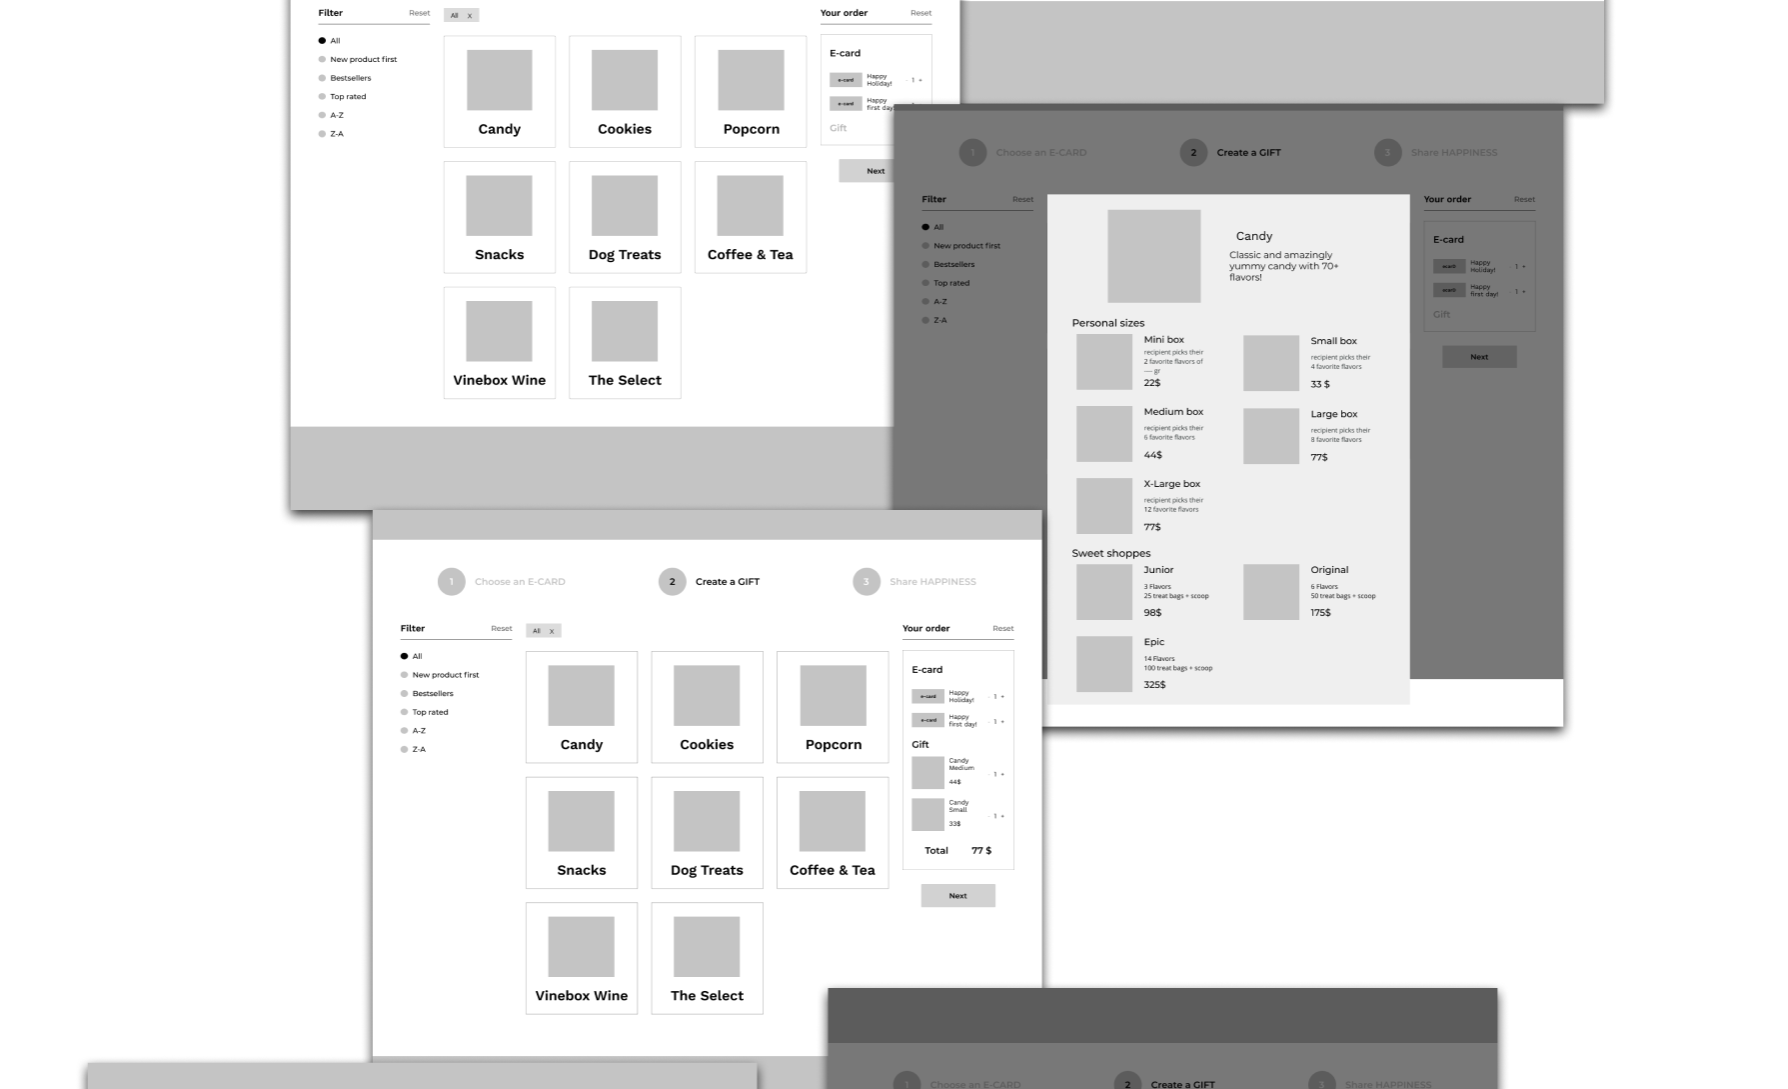 Filter
Reset
All
New product first
Bestsellers
Top rated
A-Z
Z-A
All x
Candy
Cookies
Popcorn
Snacks
Dog Treats
Coffee & Tea
Vinebox Wine
The Select
Your order
Reset
E-card
e-card
Happy
Holiday!
- 1 +
e-card
Happy
first day!
Gift
Next
1 Choose an E-CARD
2 Create a GIFT
3 Share HAPPINESS
Filter
Reset
All
New product first
Bestsellers
Top rated
A-Z
Z-A
Candy
Classic and amazingly
yummy candy with 70+
flavors!
Personal sizes
Mini box
recipient picks their
2 favorite flavors of
--- gr
22$
Small box
recipient picks their
4 favorite flavors
33 $
Medium box
recipient picks their
6 favorite flavors
44$
Large box
recipient picks their
8 favorite flavors
77$
X-Large box
recipient picks their
12 favorite flavors
77$
Sweet shoppes
Junior
3 Flavors
25 treat bags + scoop
98$
Original
6 Flavors
50 treat bags + scoop
175$
Epic
14 Flavors
100 treat bags + scoop
325$
Your order
Reset
E-card
Happy
Holiday!
- 1 +
Happy
first day!
- 1 +
Gift
Next
1 Choose an E-CARD
2 Create a GIFT
3 Share HAPPINESS
Filter
Reset
All
New product first
Bestsellers
Top rated
A-Z
Z-A
All x
Candy
Cookies
Popcorn
Snacks
Dog Treats
Coffee & Tea
Vinebox Wine
The Select
Your order
Reset
E-card
e-card
Happy
Holiday!
- 1 +
e-card
Happy
first day!
- 1 +
Gift
Candy
Medium
44$
- 1 +
Candy
Small
33$
- 1 +
Total 77 $
Next
1 Choose an E-CARD
2 Create a GIFT
3 Share HAPPINESS